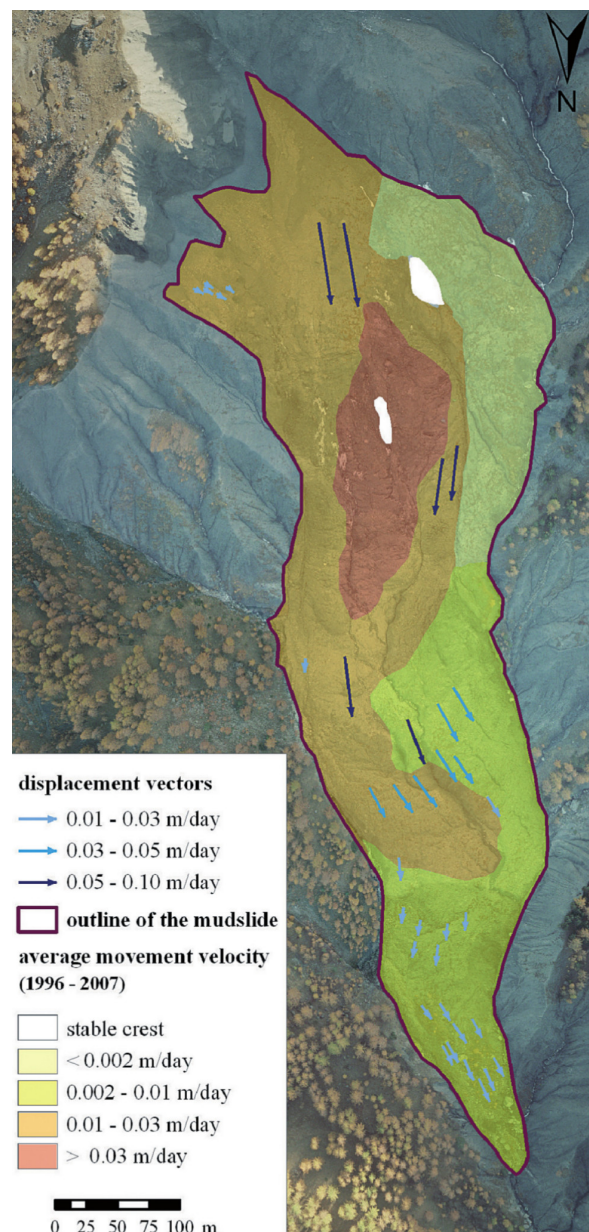 N
displacement vectors
0.01 - 0.03 m/day
0.03 - 0.05 m/day
0.05 - 0.10 m/day
outline of the mudslide
average movement velocity
(1996 - 2007)
stable crest
< 0.002 m/day
0.002 - 0.01 m/day
0.01 - 0.03 m/day
> 0.03 m/day
0 25 50 75 100 m